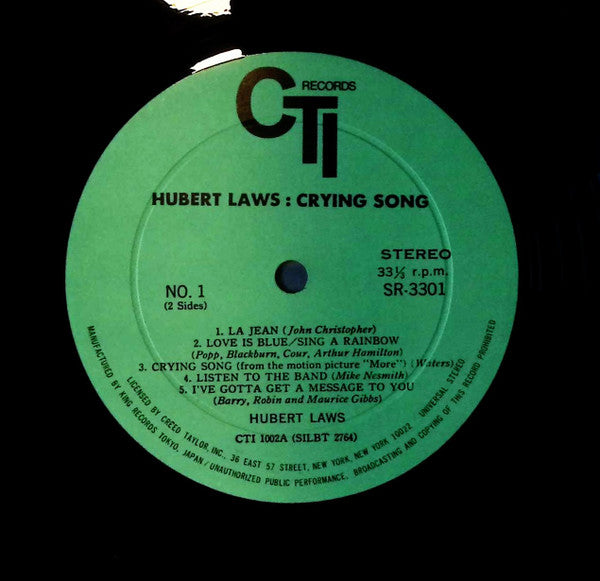 CTI RECORDS
HUBERT LAWS : CRYING SONG
STEREO
33⅓ r.p.m.
SR-3301
NO. 1
(2 Sides)
1. LA JEAN (John Christopher)
2. LOVE IS BLUE/SING A RAINBOW
(Popp, Blackburn, Cour, Arthur Hamilton)
3. CRYING SONG (from the motion picture "More") (Waters)
4. LISTEN TO THE BAND (Mike Nesmith)
5. I'VE GOTTA GET A MESSAGE TO YOU
(Barry, Robin and Maurice Gibbs)
HUBERT LAWS
CTI 1002A (SILBT 2764)
LICENSED BY CREED TAYLOR, INC., 36 EAST 57 STREET, NEW YORK, NEW YORK 10022 UNIVERSAL STEREO
MANUFACTURED BY KING RECORDS TOKYO, JAPAN/UNAUTHORIZED PUBLIC PERFORMANCE, BROADCASTING AND COPYING OF THIS RECORD PROHIBITED